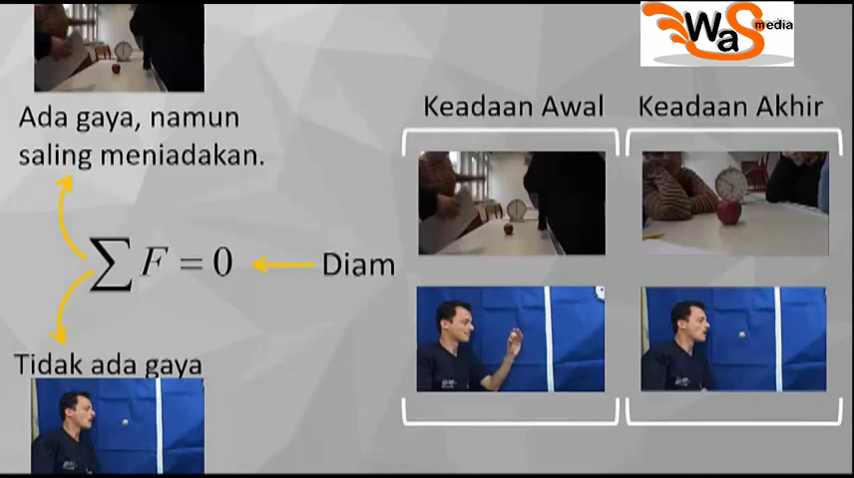 WaS media
Keadaan Awal
Keadaan Akhir
Ada gaya, namun
saling meniadakan.
∑ F = 0
Diam
Tidak ada gaya